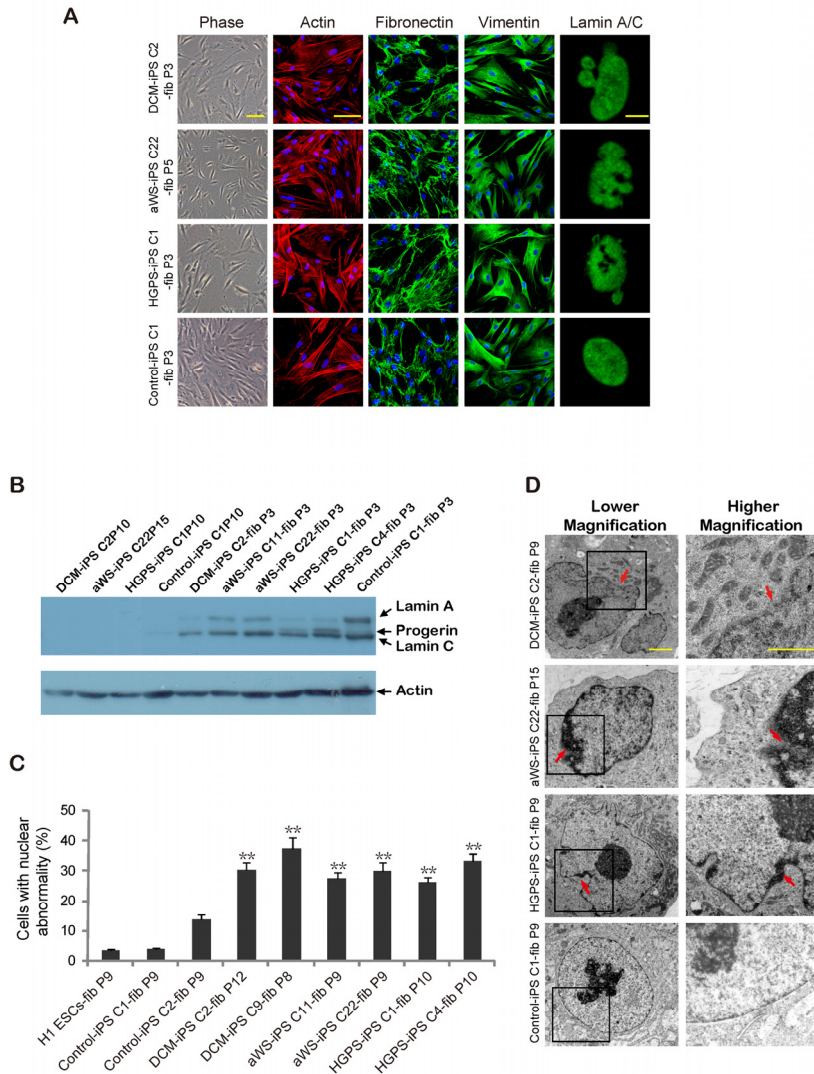 A
Phase Actin Fibronectin Vimentin Lamin A/C
DCM-iPS C2
-fib P3
aWS-iPS C22
-fib P5
HGPS-iPS C1
-fib P3
Control-iPS C1
-fib P3
B
DCM-iPS C2P10
aWS-iPS C22P15
HGPS-iPS C1P10
Control-iPS C1P10
DCM-iPS C2-fib P3
aWS-iPS C11-fib P3
aWS-iPS C22-fib P3
HGPS-iPS C1-fib P3
HGPS-iPS C4-fib P3
Control-iPS C1-fib P3
Lamin A
Progerin
Lamin C
Actin
C
Cells with nuclear
abnormality (%)
50
40
30
20
10
0
** ** ** ** ** **
H1 ESCs-fib P9
Control-iPS C1-fib P9
Control-iPS C2-fib P9
DCM-iPS C2-fib P12
DCM-iPS C9-fib P8
aWS-iPS C11-fib P9
aWS-iPS C22-fib P9
HGPS-iPS C1-fib P10
HGPS-iPS C4-fib P10
D
Lower
Magnification
Higher
Magnification
DCM-iPS C2-fib P9
aWS-iPS C22-fib P15
HGPS-iPS C1-fib P9
Control-iPS C1-fib P9